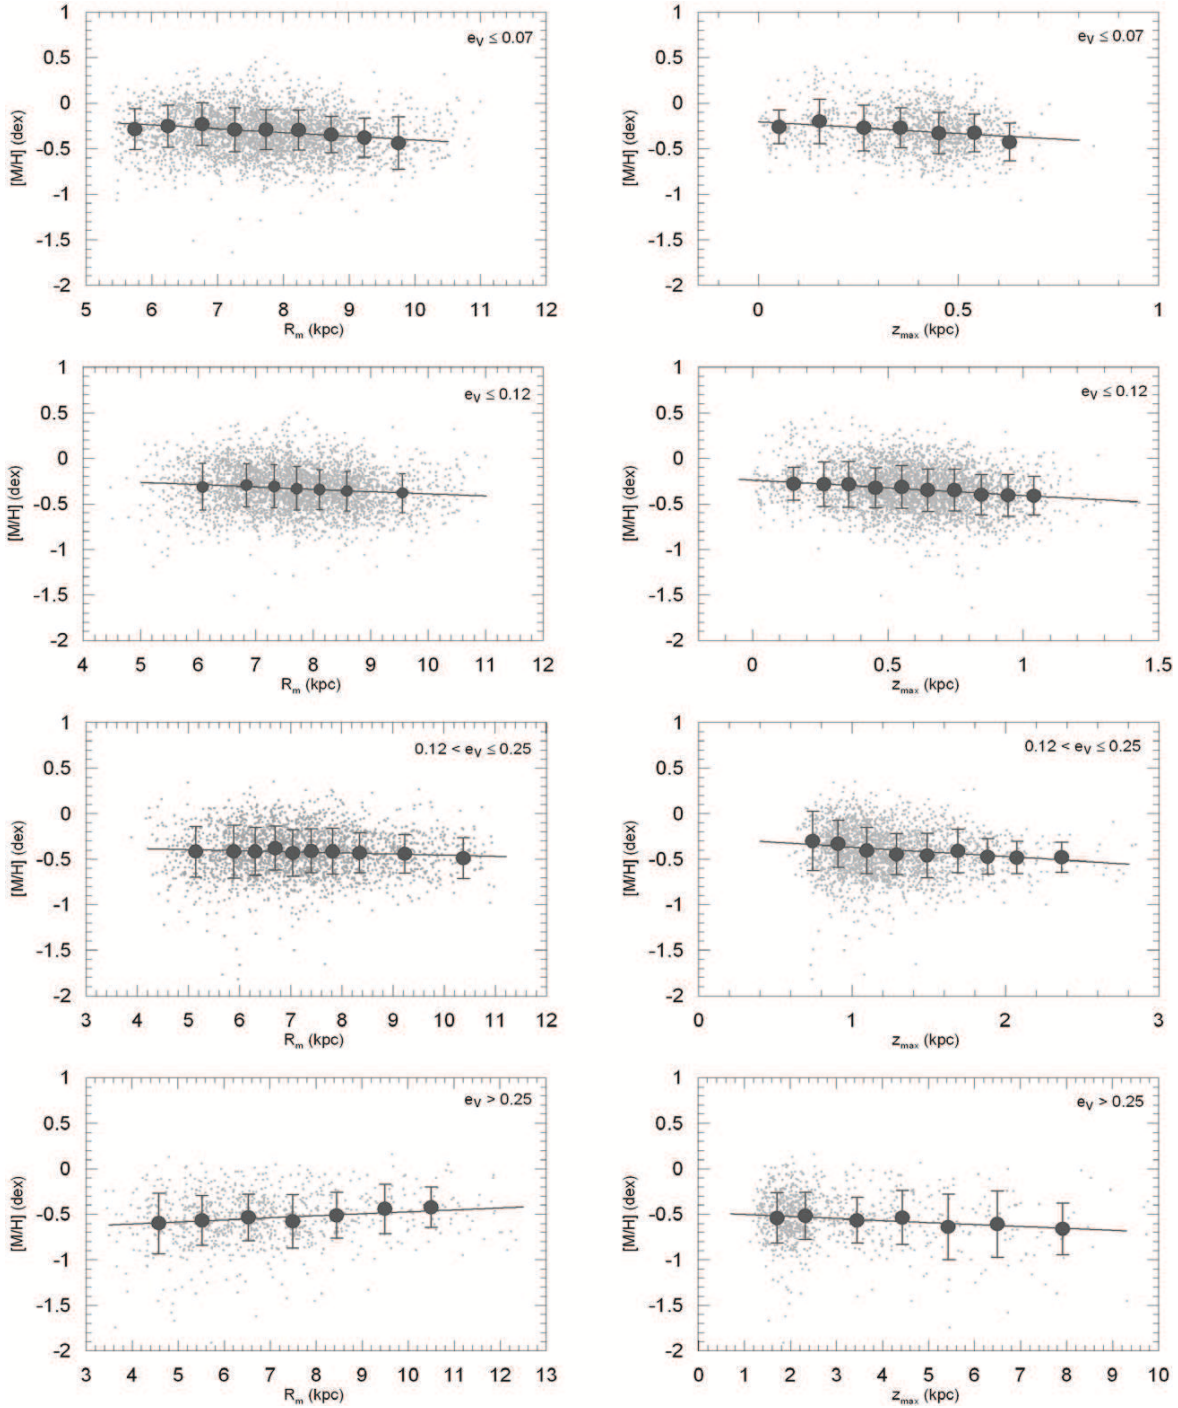 1
0.5
0
-0.5
-1
-1.5
-2
[M/H] (dex)
e_V ≤ 0.07
5 6 7 8 9 10 11 12
R_m (kpc)
1
0.5
0
-0.5
-1
-1.5
-2
[M/H] (dex)
e_V ≤ 0.07
0 0.5 1
z_max (kpc)
1
0.5
0
-0.5
-1
-1.5
-2
[M/H] (dex)
e_V ≤ 0.12
4 5 6 7 8 9 10 11 12
R_m (kpc)
1
0.5
0
-0.5
-1
-1.5
-2
[M/H] (dex)
e_V ≤ 0.12
0 0.5 1 1.5
z_max (kpc)
1
0.5
0
-0.5
-1
-1.5
-2
[M/H] (dex)
0.12 < e_V ≤ 0.25
3 4 5 6 7 8 9 10 11 12
R_m (kpc)
1
0.5
0
-0.5
-1
-1.5
-2
[M/H] (dex)
0.12 < e_V ≤ 0.25
0 1 2 3
z_max (kpc)
1
0.5
0
-0.5
-1
-1.5
-2
[M/H] (dex)
e_V > 0.25
3 4 5 6 7 8 9 10 11 12 13
R_m (kpc)
1
0.5
0
-0.5
-1
-1.5
-2
[M/H] (dex)
e_V > 0.25
0 1 2 3 4 5 6 7 8 9 10
z_max (kpc)